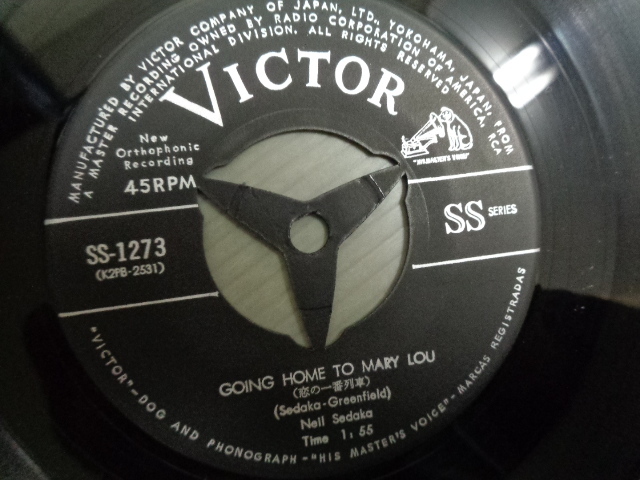 MANUFACTURED BY VICTOR COMPANY OF JAPAN, LTD., YOKOHAMA, JAPAN, FROM
A MASTER RECORDING OWNED BY RADIO CORPORATION OF AMERICA, RCA
INTERNATIONAL DIVISION. ALL RIGHTS RESERVED
VICTOR
"HIS MASTER'S VOICE"
New
Orthophonic
Recording
45RPM
SS SERIES
SS-1273
(K2PB-2531)
GOING HOME TO MARY LOU
(恋の一番列車)
(Sedaka-Greenfield)
Neil Sedaka
Time 1:55
"VICTOR"-DOG AND PHONOGRAPH-"HIS MASTER'S VOICE"-MARCAS REGISTRADAS